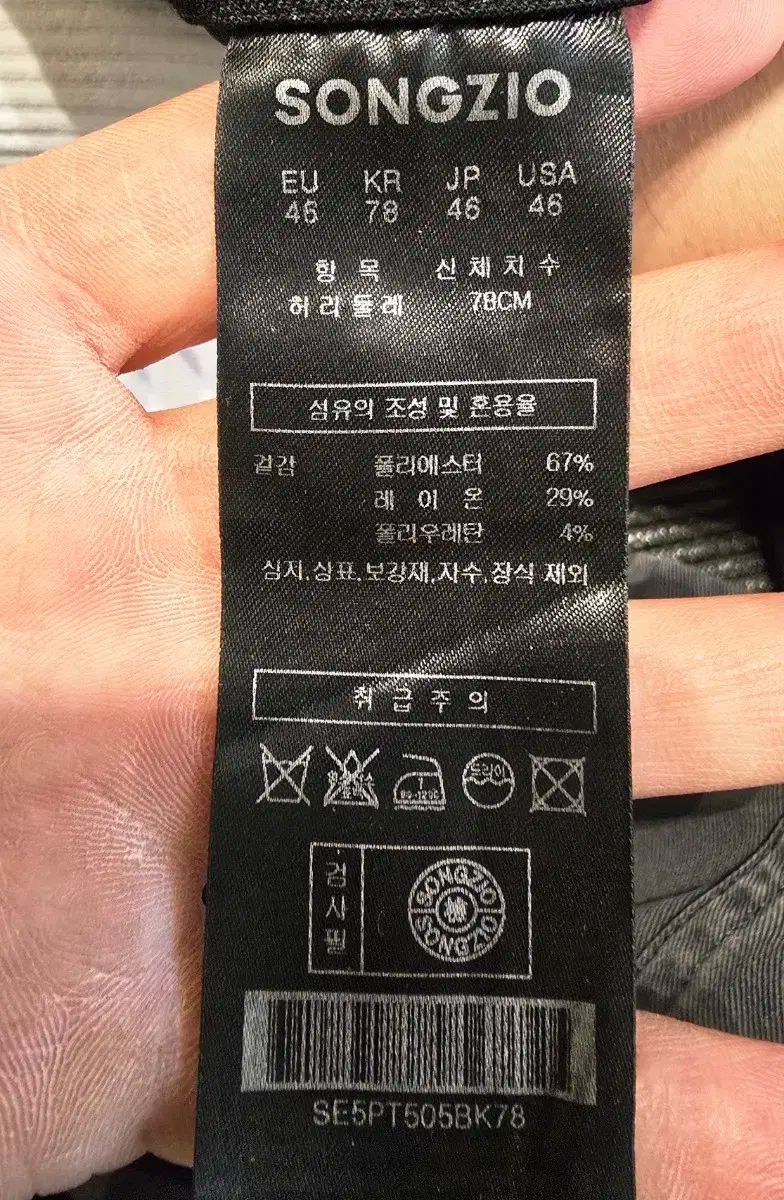 SONGZIO
EU KR JP USA
46 78 46 46
항 목 신 체 치 수
허 리 둘 레 78CM
섬유의 조성 및 혼용율
겉감 폴리에스터 67%
레 이 온 29%
폴리우레탄 4%
심지,상표,보강재,자수,장식 제외
취 급 주 의
드라이
검
사
필
SONGZIO
SONGZIO
SE5PT505BK78